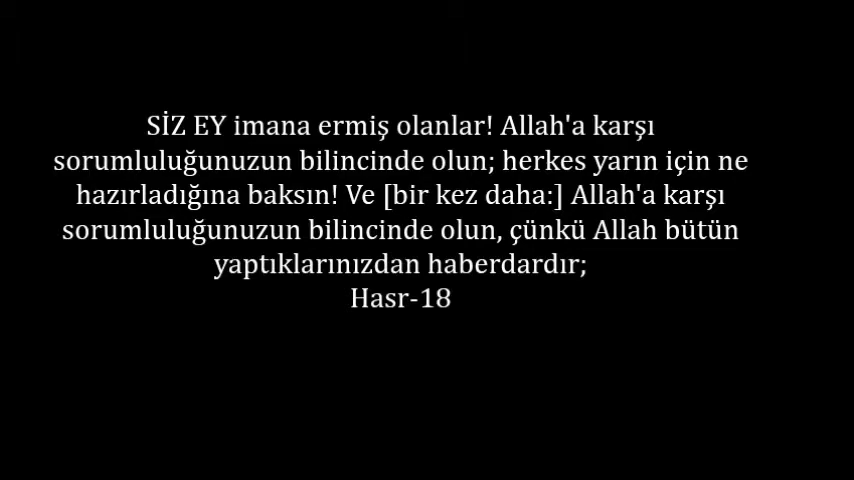 SİZ EY imana ermiş olanlar! Allah'a karşı
sorumluluğunuzun bilincinde olun; herkes yarın için ne
hazırladığına baksın! Ve [bir kez daha:] Allah'a karşı
sorumluluğunuzun bilincinde olun, çünkü Allah bütün
yaptıklarınızdan haberdardır;
Hasr-18